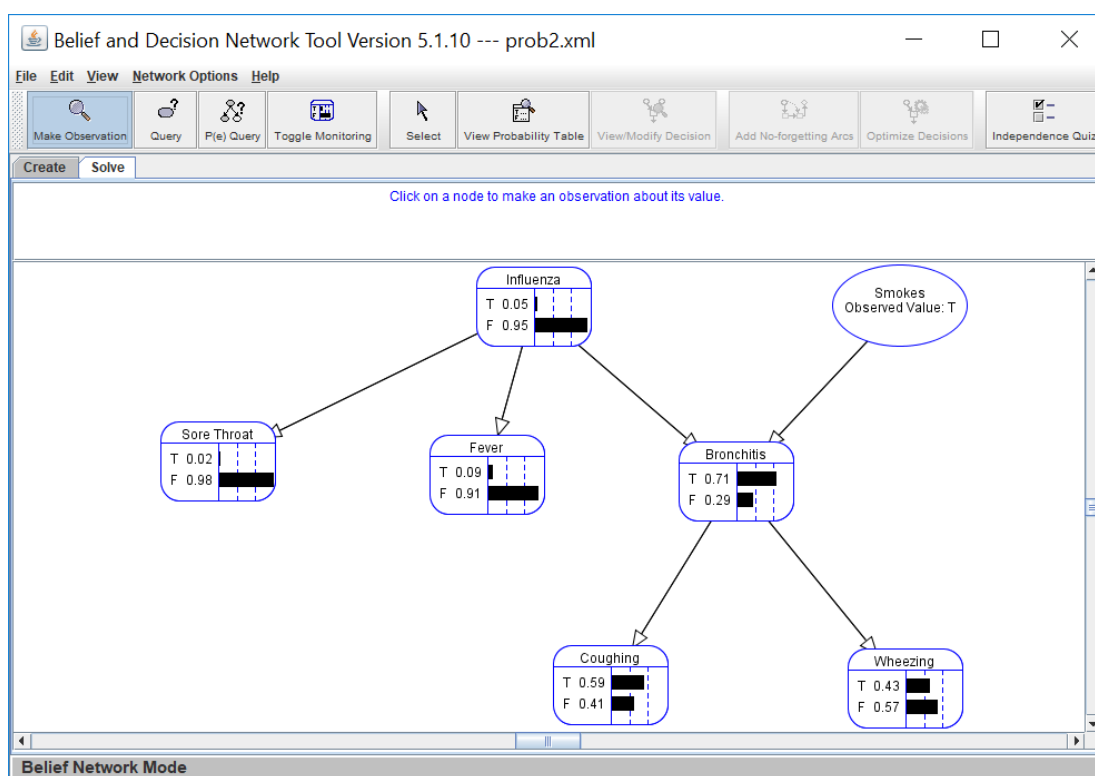 Belief and Decision Network Tool Version 5.1.10 --- prob2.xml
File Edit View Network Options Help
Make Observation Query P(e) Query Toggle Monitoring Select View Probability Table View/Modify Decision Add No-forgetting Arcs Optimize Decisions Independence Quiz
Create Solve
Click on a node to make an observation about its value.
Influenza
T 0.05
F 0.95
Smokes
Observed Value: T
Sore Throat
T 0.02
F 0.98
Fever
T 0.09
F 0.91
Bronchitis
T 0.71
F 0.29
Coughing
T 0.59
F 0.41
Wheezing
T 0.43
F 0.57
Belief Network Mode